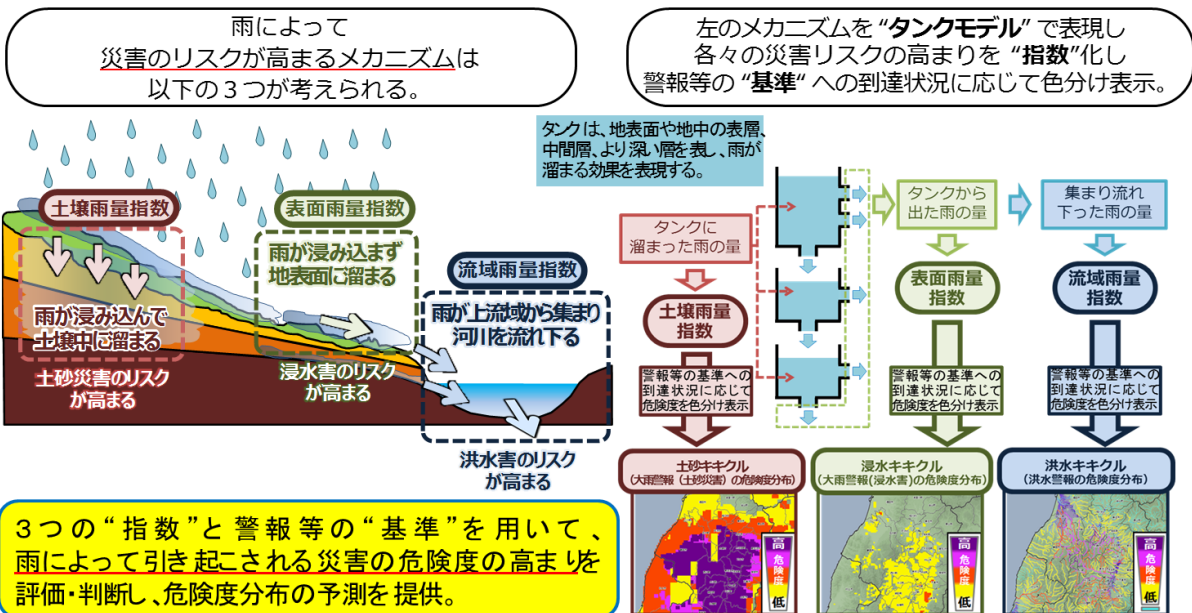 雨によって
災害のリスクが高まるメカニズムは
以下の３つが考えられる。
左のメカニズムを“タンクモデル”で表現し
各々の災害リスクの高まりを“指数”化し
警報等の“基準“への到達状況に応じて色分け表示。
タンクは、地表面や地中の表層、
中間層、より深い層を表し、雨が
溜まる効果を表現する。
土壌雨量指数
雨が浸み込んで
土壌中に溜まる
土砂災害のリスク
が高まる
表面雨量指数
雨が浸み込まず
地表面に溜まる
浸水害のリスク
が高まる
流域雨量指数
雨が上流域から集まり
河川を流れ下る
洪水害のリスク
が高まる
タンクに
溜まった雨の量
タンクから
出た雨の量
集まり流れ
下った雨の量
土壌雨量
指数
表面雨量
指数
流域雨量
指数
警報等の基準への
到達状況に応じて
危険度を色分け表示
警報等の基準への
到達状況に応じて
危険度を色分け表示
警報等の基準への
到達状況に応じて
危険度を色分け表示
土砂キキクル
(大雨警報（土砂災害）の危険度分布)
高
危険度
低
浸水キキクル
(大雨警報(浸水害)の危険度分布)
高
危険度
低
洪水キキクル
(洪水警報の危険度分布)
高
危険度
低
３つの“指数”と警報等の“基準”を用いて、
雨によって引き起こされる災害の危険度の高まりを
評価・判断し、危険度分布の予測を提供。